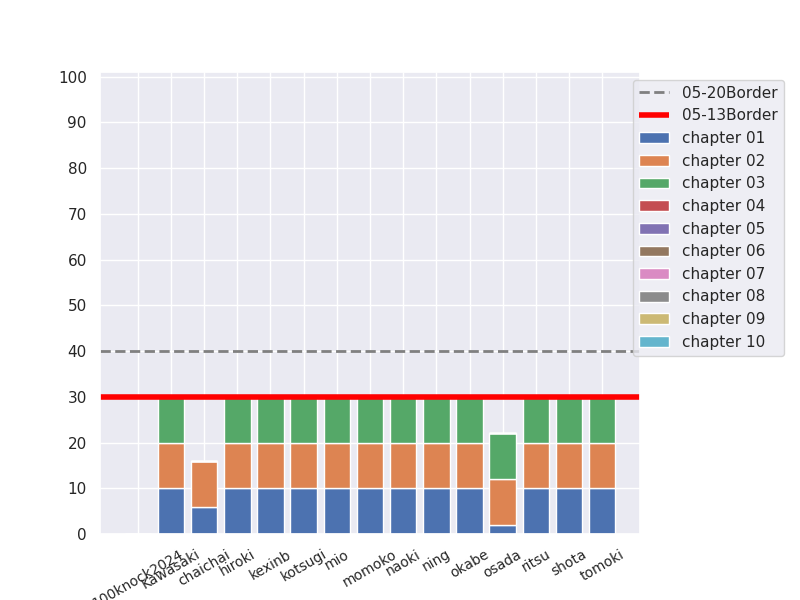 100
90
80
70
60
50
40
30
20
10
0
05-20Border
05-13Border
chapter 01
chapter 02
chapter 03
chapter 04
chapter 05
chapter 06
chapter 07
chapter 08
chapter 09
chapter 10
100knock2024
kawasaki
chaichai
hiroki
kexinb
kotsugi
mio
momoko
naoki
ning
okabe
osada
ritsu
shota
tomoki